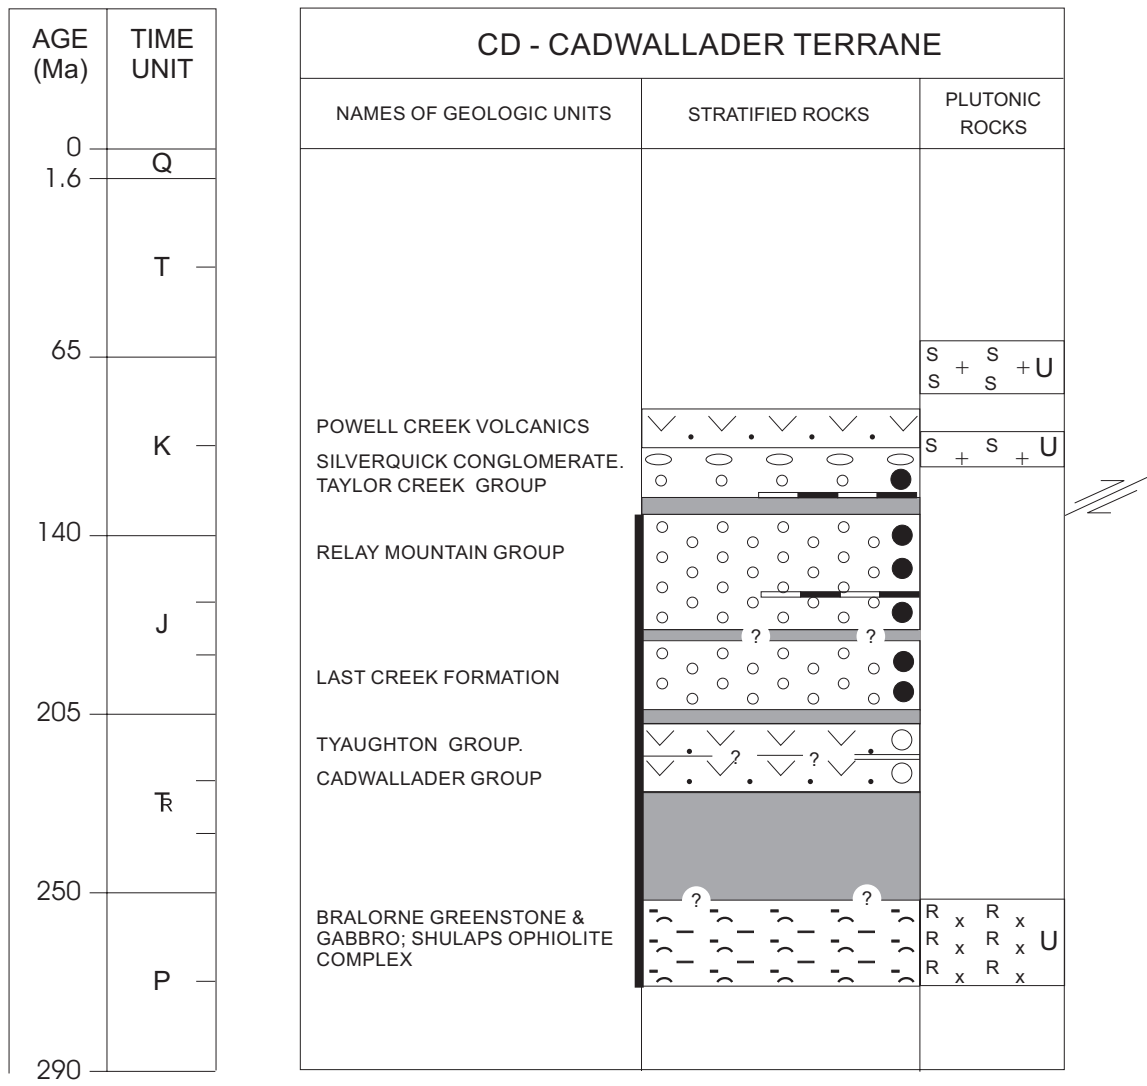 AGE
(Ma)
TIME
UNIT
CD - CADWALLADER TERRANE
NAMES OF GEOLOGIC UNITS
STRATIFIED ROCKS
PLUTONIC
ROCKS
0
Q
1.6
T
65
S S
+ + U
S S
POWELL CREEK VOLCANICS
K
S S U
+ +
SILVERQUICK CONGLOMERATE.
TAYLOR CREEK GROUP
140
RELAY MOUNTAIN GROUP
J
? ?
LAST CREEK FORMATION
205
TYAUGHTON GROUP.
? ?
CADWALLADER GROUP
TR
250
? ?
BRALORNE GREENSTONE &
GABBRO; SHULAPS OPHIOLITE
COMPLEX
R R
x x
R R U
x x
R R
x x
P
290